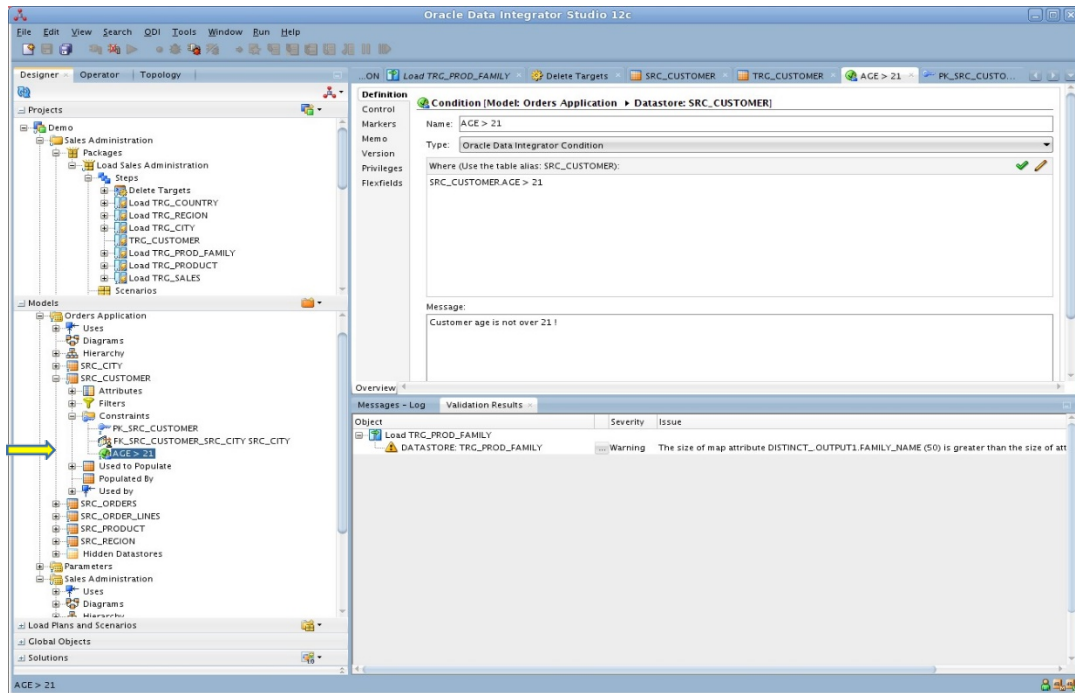 Oracle Data Integrator Studio 12c
File Edit View Search ODI Tools Window Run Help
Designer Operator Topology
...ON Load TRG_PROD_FAMILY Delete Targets SRC_CUSTOMER TRG_CUSTOMER AGE > 21 PK_SRC_CUSTO...
Projects
Demo
Sales Administration
Packages
Load Sales Administration
Steps
Delete Targets
Load TRG_COUNTRY
Load TRG_REGION
Load TRG_CITY
TRG_CUSTOMER
Load TRG_PROD_FAMILY
Load TRG_PRODUCT
Load TRG_SALES
Scenarios
Models
Orders Application
Uses
Diagrams
Hierarchy
SRC_CITY
SRC_CUSTOMER
Attributes
Filters
Constraints
PK_SRC_CUSTOMER
FK_SRC_CUSTOMER_SRC_CITY SRC_CITY
AGE > 21
Used to Populate
Populated By
Used by
SRC_ORDERS
SRC_ORDER_LINES
SRC_PRODUCT
SRC_REGION
Hidden Datastores
Parameters
Sales Administration
Uses
Diagrams
Hierarchy
Load Plans and Scenarios
Global Objects
Solutions
AGE > 21
Definition
Control
Markers
Memo
Version
Privileges
Flexfields
Condition [Model: Orders Application Datastore: SRC_CUSTOMER]
Name: AGE > 21
Type: Oracle Data Integrator Condition
Where (Use the table alias: SRC_CUSTOMER):
SRC_CUSTOMER.AGE > 21
Message:
Customer age is not over 21 !
Overview
Messages - Log Validation Results
Object Severity Issue
Load TRG_PROD_FAMILY
DATASTORE: TRG_PROD_FAMILY ... Warning The size of map attribute DISTINCT_OUTPUT1.FAMILY_NAME (50) is greater than the size of att